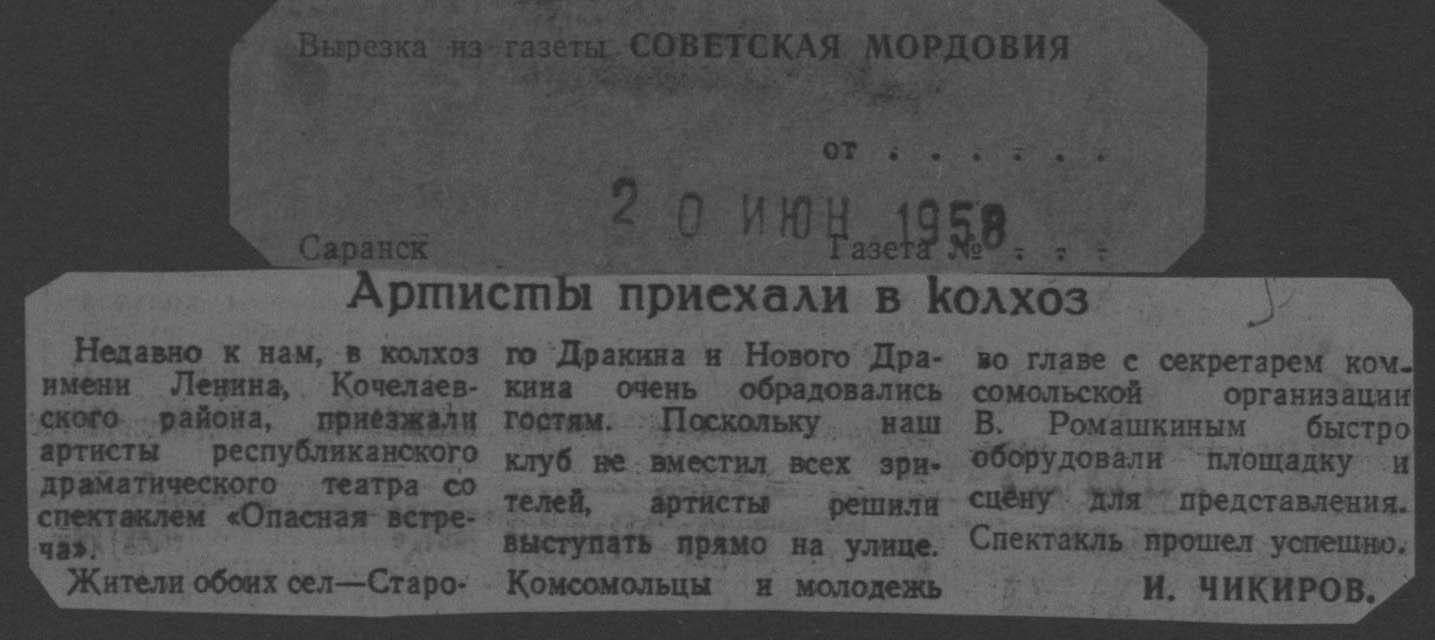 Вырезка из газеты СОВЕТСКАЯ МОРДОВИЯ
от . . . . . .
20 ИЮН 1958
Саранск Газета № . . .
Артисты приехали в колхоз
Недавно к нам, в колхоз
имени Ленина, Кочелаев-
ского района, приезжали
артисты республиканского
драматического театра со
спектаклем «Опасная встре-
ча».
Жители обоих сел—Старо-
го Дракина и Нового Дра-
кина очень обрадовались
гостям. Поскольку наш
клуб не вместил всех зри-
телей, артисты решили
выступать прямо на улице.
Комсомольцы и молодежь
во главе с секретарем ком-
сомольской организации
В. Ромашкиным быстро
оборудовали площадку и
сцену для представления.
Спектакль прошел успешно.
И. ЧИКИРОВ.